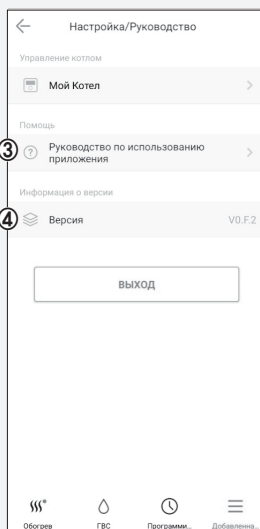 Настройка/Руководство
Управление котлом
Мой Котел
Помощь
③ Руководство по использованию
приложения
Информация о версии
④ Версия V0.F.2
ВЫХОД
Обогрев ГВС Программи... Добавленна...